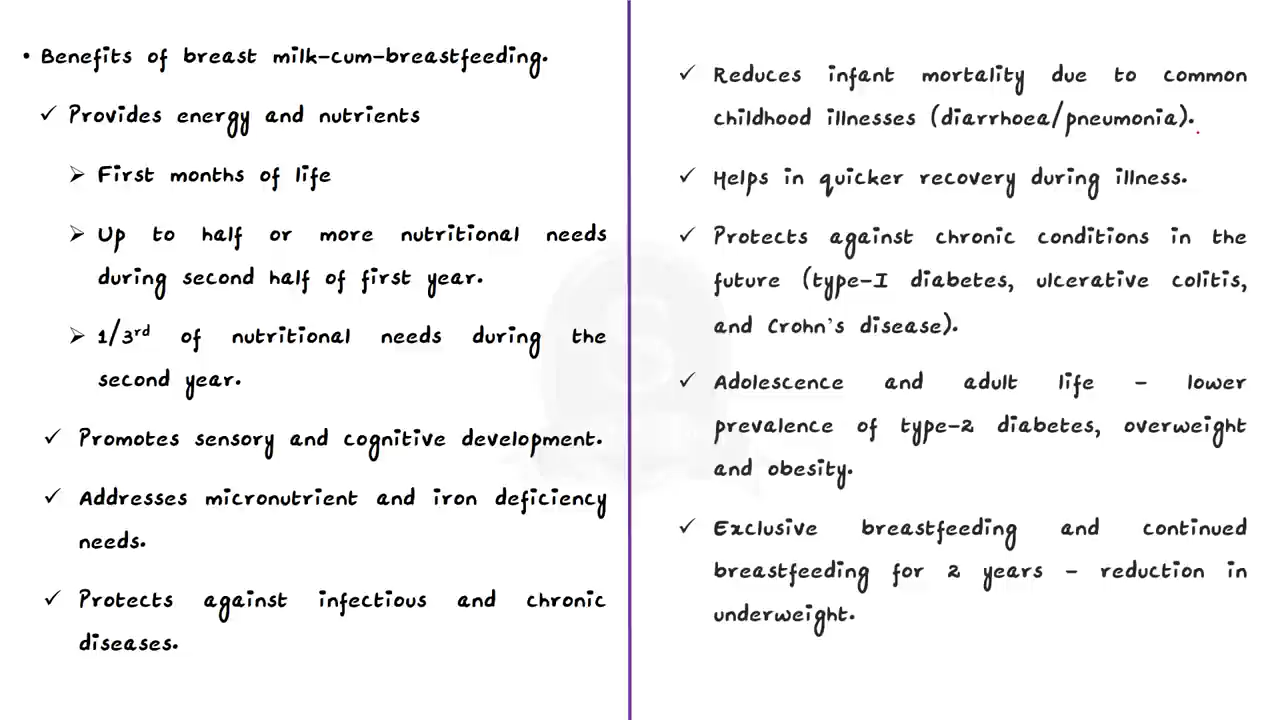 • Benefits of breast milk-cum-breastfeeding.
✓ Provides energy and nutrients
➢ First months of life
➢ Up to half or more nutritional needs
during second half of first year.
➢ 1/3rd of nutritional needs during the
second year.
✓ Promotes sensory and cognitive development.
✓ Addresses micronutrient and iron deficiency
needs.
✓ Protects against infectious and chronic
diseases.
✓ Reduces infant mortality due to common
childhood illnesses (diarrhoea/pneumonia).
✓ Helps in quicker recovery during illness.
✓ Protects against chronic conditions in the
future (type-I diabetes, ulcerative colitis,
and Crohn's disease).
✓ Adolescence and adult life – lower
prevalence of type-2 diabetes, overweight
and obesity.
✓ Exclusive breastfeeding and continued
breastfeeding for 2 years – reduction in
underweight.